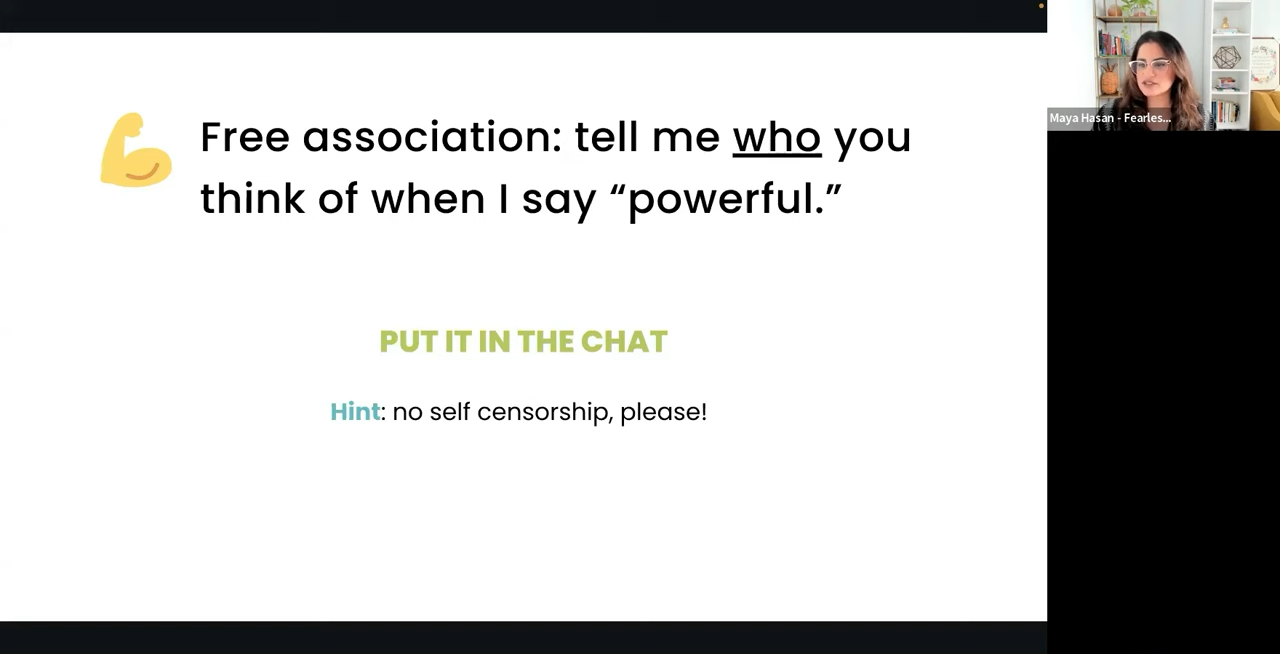 Free association: tell me who you
think of when I say “powerful.”
PUT IT IN THE CHAT
Hint: no self censorship, please!
Maya Hasan - Fearles...